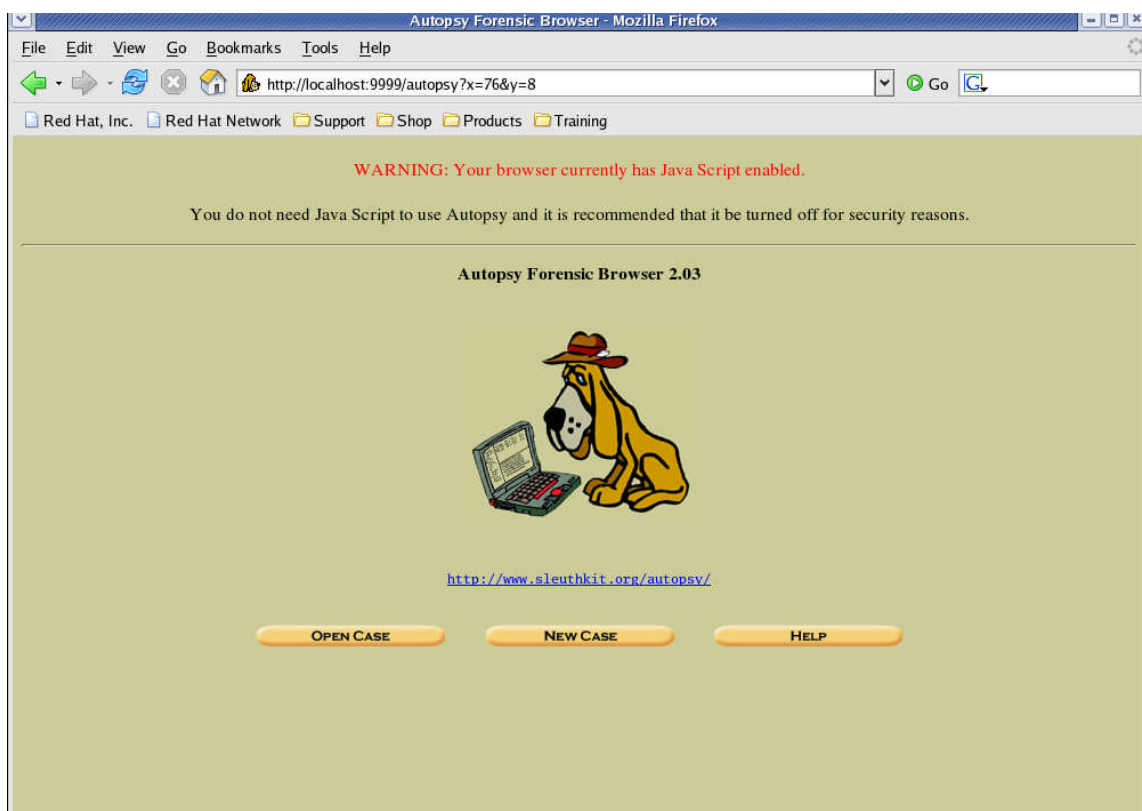 Autopsy Forensic Browser - Mozilla Firefox
File Edit View Go Bookmarks Tools Help
http://localhost:9999/autopsy?x=76&y=8 Go G
Red Hat, Inc. Red Hat Network Support Shop Products Training
WARNING: Your browser currently has Java Script enabled.
You do not need Java Script to use Autopsy and it is recommended that it be turned off for security reasons.
Autopsy Forensic Browser 2.03
http://www.sleuthkit.org/autopsy/
OPEN CASE NEW CASE HELP